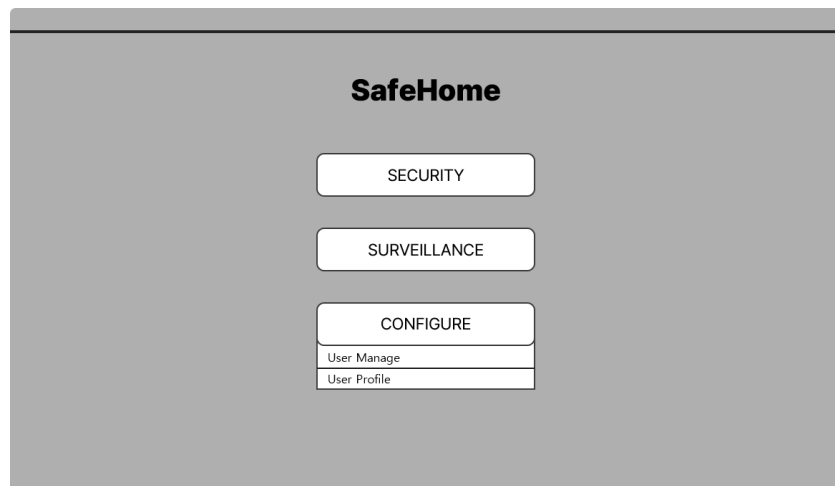 SafeHome
SECURITY
SURVEILLANCE
CONFIGURE
User Manage
User Profile